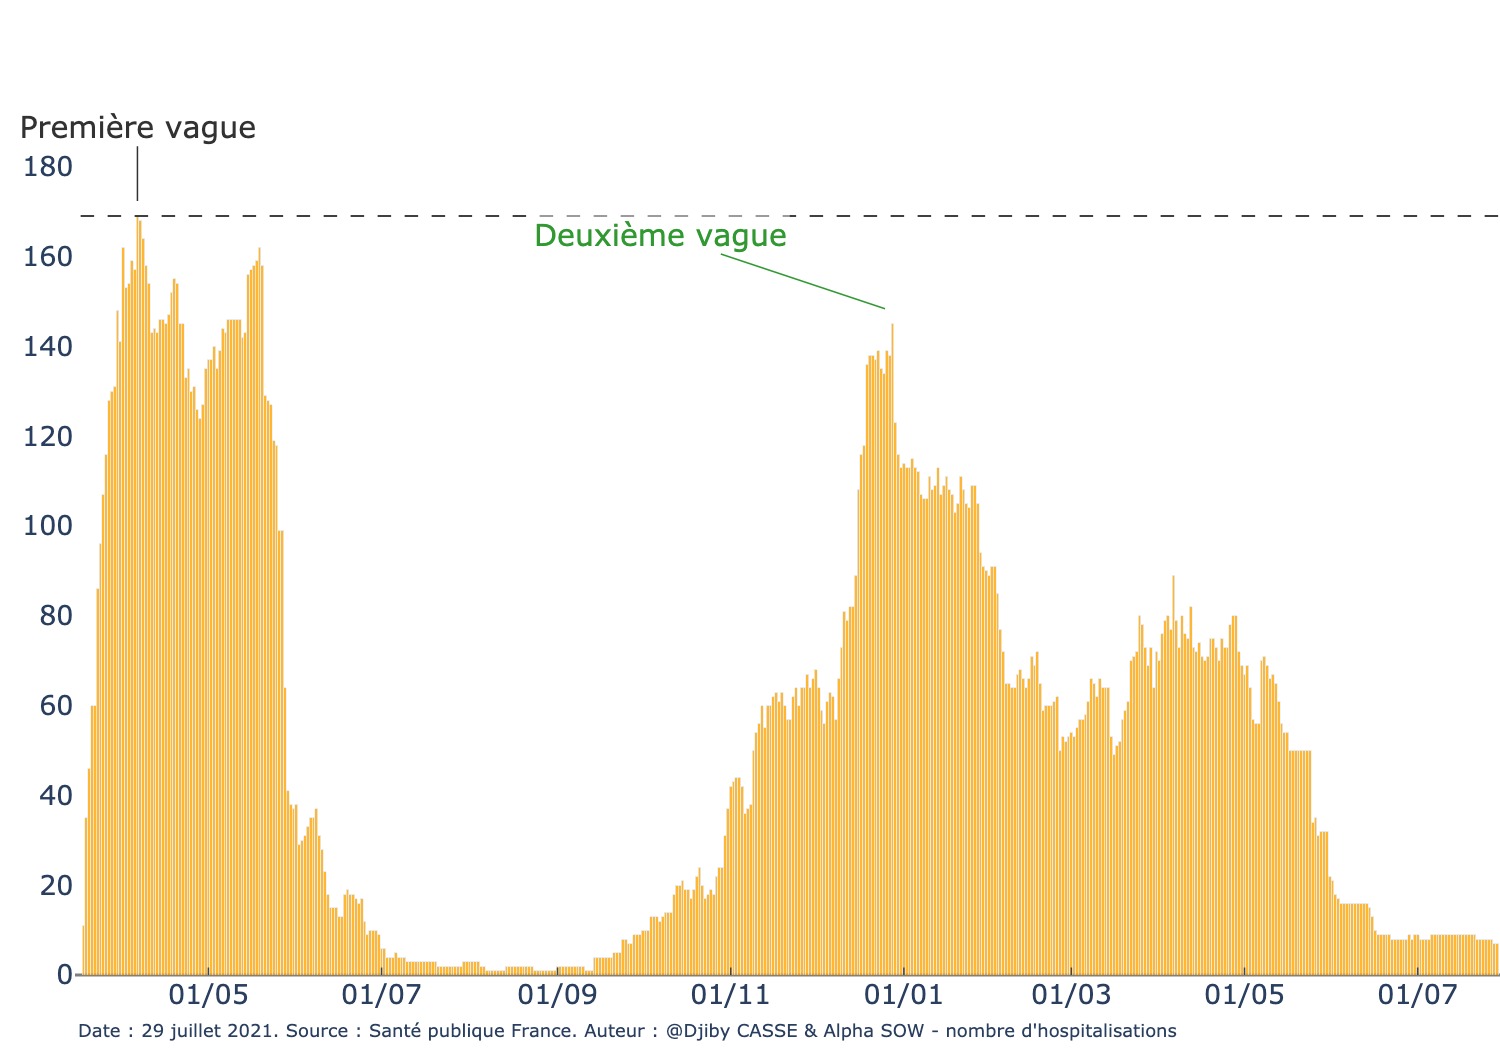 Première vague
180
Deuxième vague
160
140
120
100
80
60
40
20
0
01/05 01/07 01/09 01/11 01/01 01/03 01/05 01/07
Date : 29 juillet 2021. Source : Santé publique France. Auteur : @Djiby CASSE & Alpha SOW - nombre d'hospitalisations